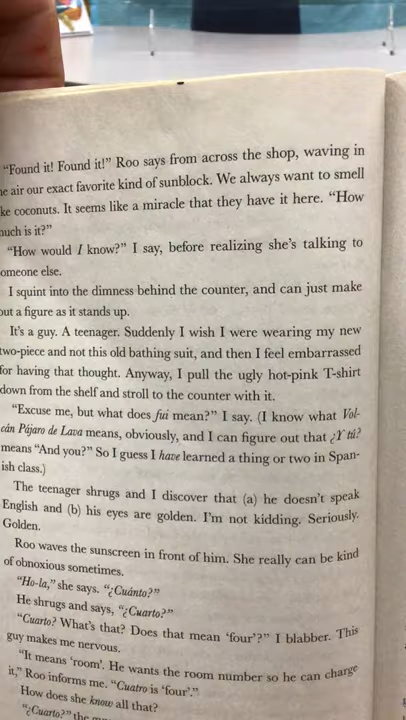 "Found it! Found it!" Roo says from across the shop, waving in
e air our exact favorite kind of sunblock. We always want to smell
ke coconuts. It seems like a miracle that they have it here. "How
uch is it?"
"How would I know?" I say, before realizing she's talking to
omeone else.
I squint into the dimness behind the counter, and can just make
out a figure as it stands up.
It's a guy. A teenager. Suddenly I wish I were wearing my new
two-piece and not this old bathing suit, and then I feel embarrassed
for having that thought. Anyway, I pull the ugly hot-pink T-shirt
down from the shelf and stroll to the counter with it.
"Excuse me, but what does fui mean?" I say. (I know what Vol-
cán Pájaro de Lava means, obviously, and I can figure out that ¿Y tú?
means "And you?" So I guess I have learned a thing or two in Span-
ish class.)
The teenager shrugs and I discover that (a) he doesn't speak
English and (b) his eyes are golden. I'm not kidding. Seriously.
Golden.
Roo waves the sunscreen in front of him. She really can be kind
of obnoxious sometimes.
"Ho-la," she says. "¿Cuánto?"
He shrugs and says, "¿Cuarto?"
"Cuarto? What's that? Does that mean 'four'?" I blabber. This
guy makes me nervous.
"It means 'room'. He wants the room number so he can charge
it," Roo informs me. "Cuatro is 'four'."
How does she know all that?
"¿Cuarto?"